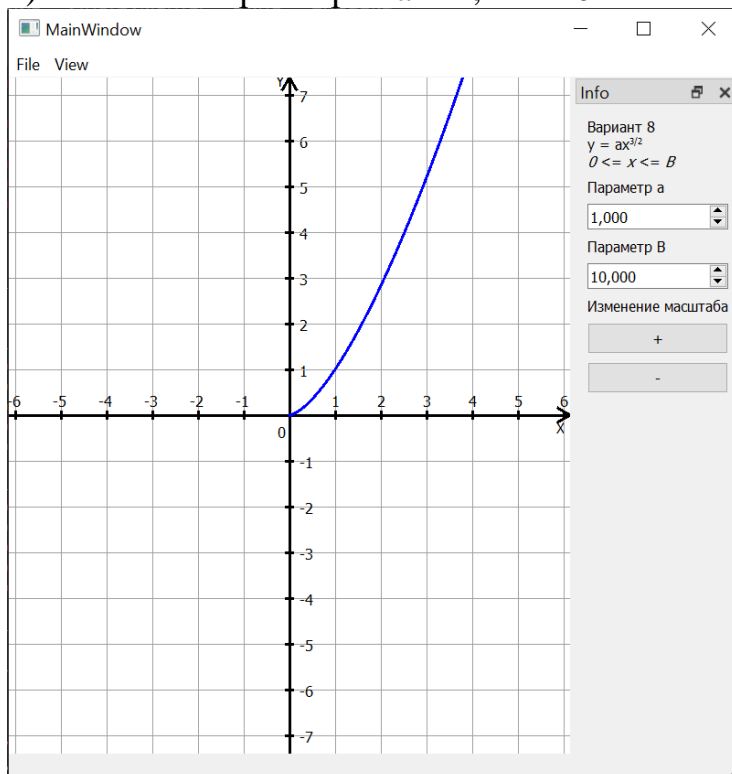 MainWindow
File View
Y
7
6
5
4
3
2
1
-6 -5 -4 -3 -2 -1 1 2 3 4 5 6
X
0
-1
-2
-3
-4
-5
-6
-7
Info
Вариант 8
y = ax^3/2
0 <= x <= B
Параметр a
1,000
Параметр B
10,000
Изменение масштаба
+
-